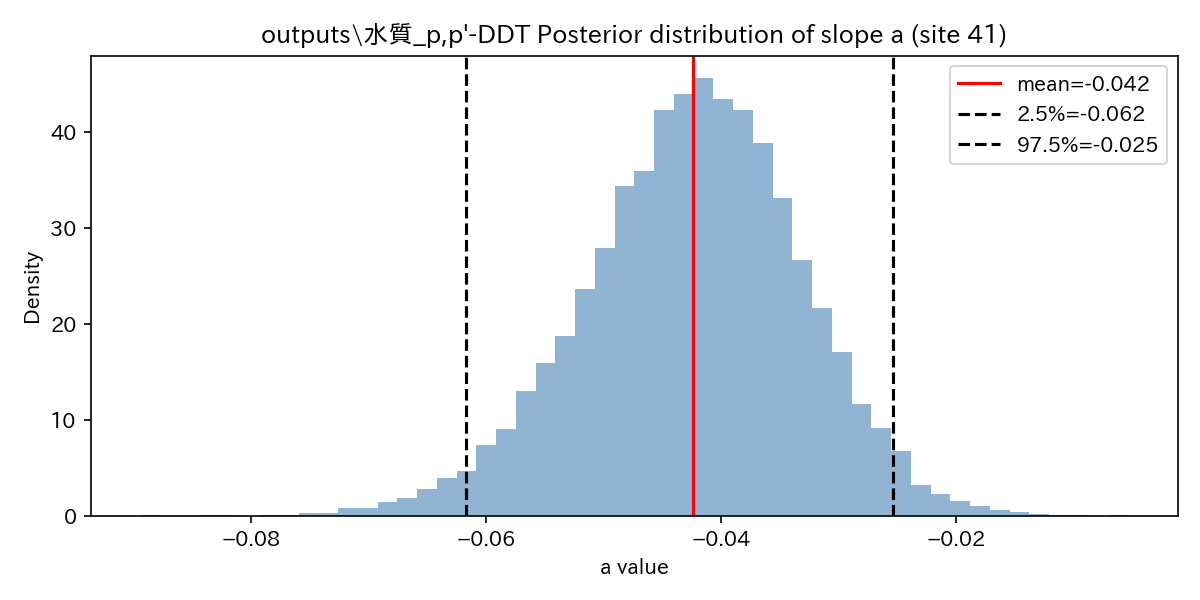 outputs\水質_p,p'-DDT Posterior distribution of slope a (site 41)
mean=-0.042
2.5%=-0.062
97.5%=-0.025
Density
40
30
20
10
0
−0.08
−0.06
−0.04
−0.02
a value